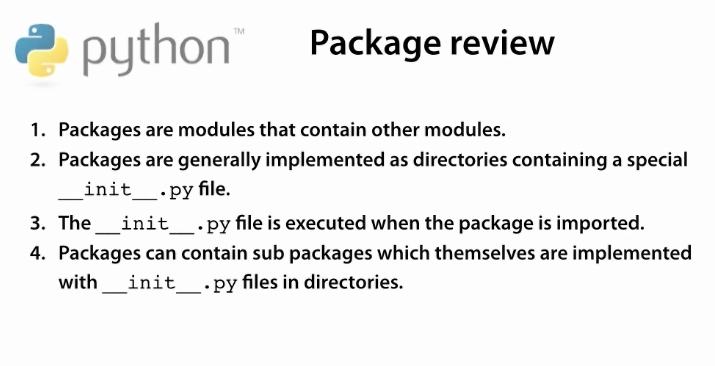 python™
Package review
1. Packages are modules that contain other modules.
2. Packages are generally implemented as directories containing a special
__init__.py file.
3. The __init__.py file is executed when the package is imported.
4. Packages can contain sub packages which themselves are implemented
with __init__.py files in directories.